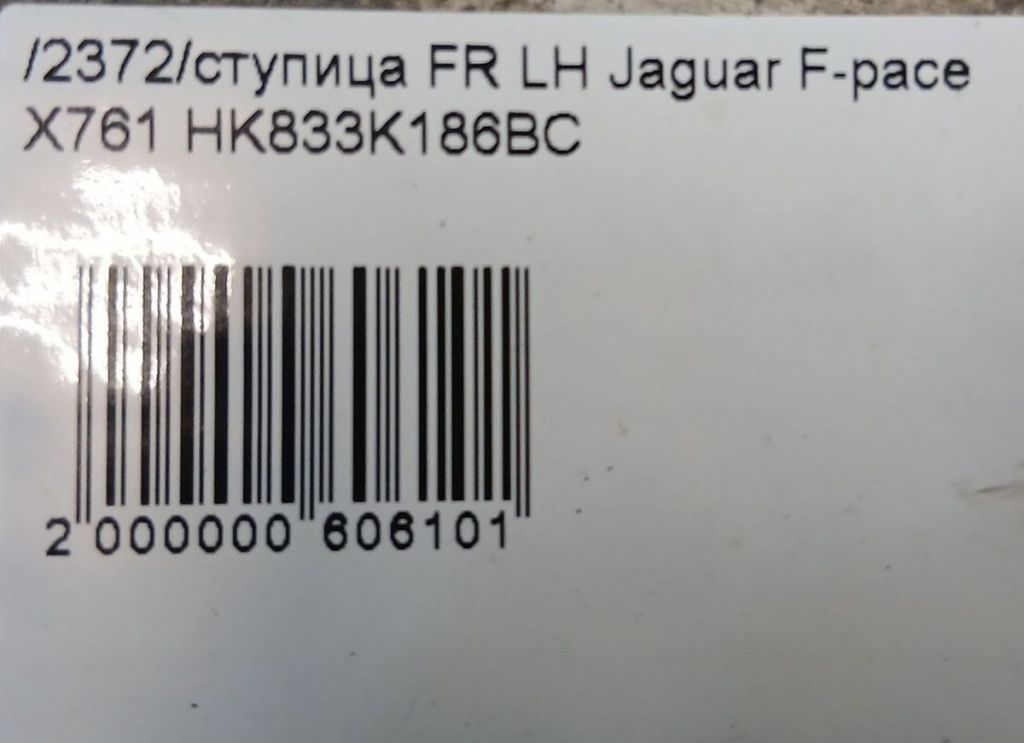 /2372/ступица FR LH Jaguar F-pace
X761 HK833K186BC
2 000000 606101